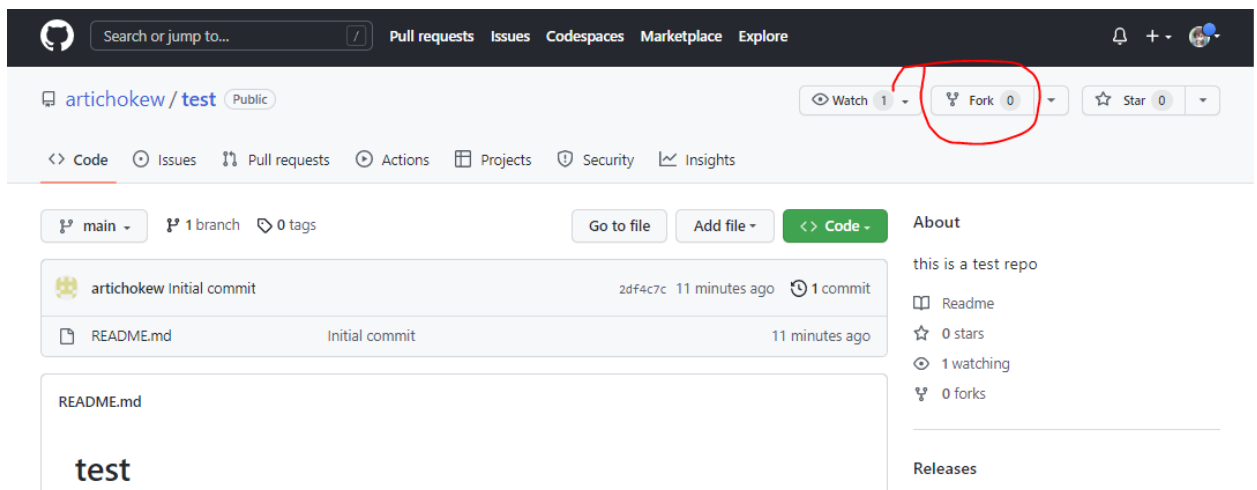 Search or jump to... / Pull requests Issues Codespaces Marketplace Explore
artichokew / test Public Watch 1 Fork 0 Star 0
Code Issues Pull requests Actions Projects Security Insights
main 1 branch 0 tags Go to file Add file Code
About
this is a test repo
artichokew Initial commit 2df4c7c 11 minutes ago 1 commit
README.md Initial commit 11 minutes ago
Readme
0 stars
1 watching
0 forks
README.md
test
Releases